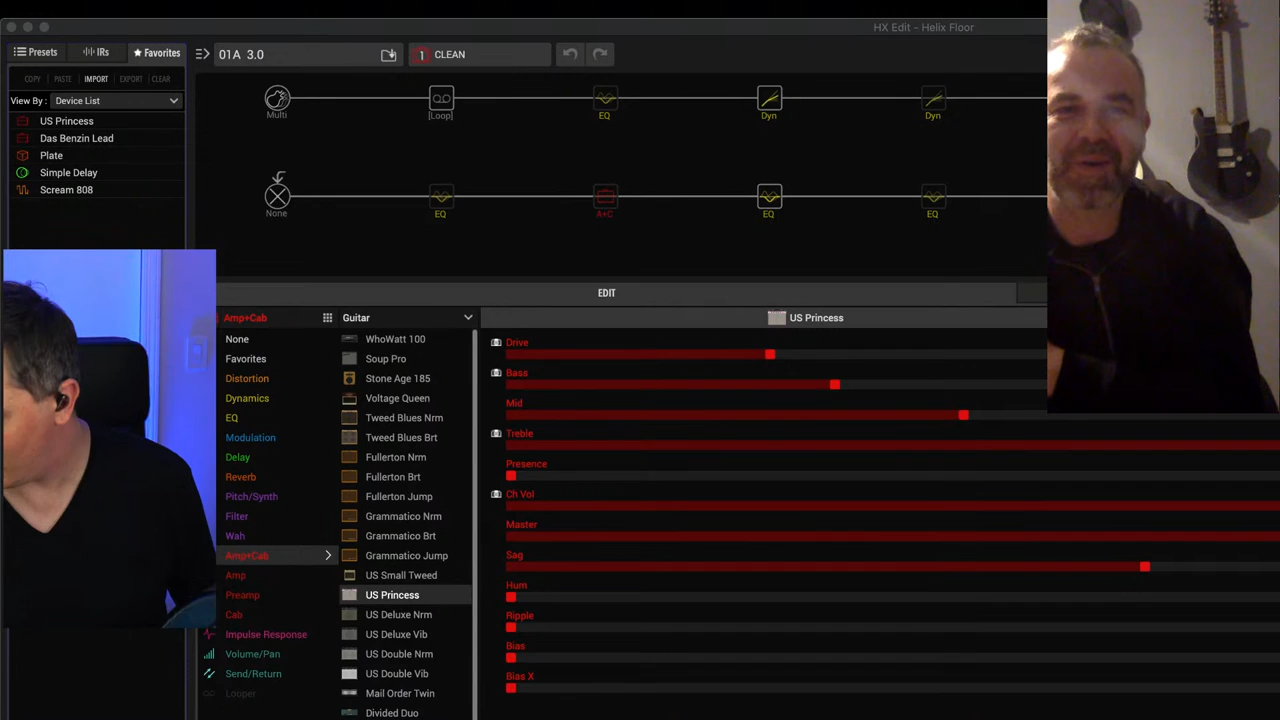 HX Edit – Helix Floor
Presets
IRs
Favorites
01A 3.0
1 CLEAN
COPY PASTE IMPORT EXPORT CLEAR
View By : Device List
US Princess
Das Benzin Lead
Plate
Simple Delay
Scream 808
Multi
[Loop]
EQ
Dyn
Dyn
None
EQ
A+C
EQ
EQ
EDIT
Amp+Cab
Guitar
US Princess
None
Favorites
Distortion
Dynamics
EQ
Modulation
Delay
Reverb
Pitch/Synth
Filter
Wah
Amp+Cab
Amp
Preamp
Cab
Impulse Response
Volume/Pan
Send/Return
Looper
WhoWatt 100
Soup Pro
Stone Age 185
Voltage Queen
Tweed Blues Nrm
Tweed Blues Brt
Fullerton Nrm
Fullerton Brt
Fullerton Jump
Grammatico Nrm
Grammatico Brt
Grammatico Jump
US Small Tweed
US Princess
US Deluxe Nrm
US Deluxe Vib
US Double Nrm
US Double Vib
Mail Order Twin
Divided Duo
Drive
Bass
Mid
Treble
Presence
Ch Vol
Master
Sag
Hum
Ripple
Bias
Bias X